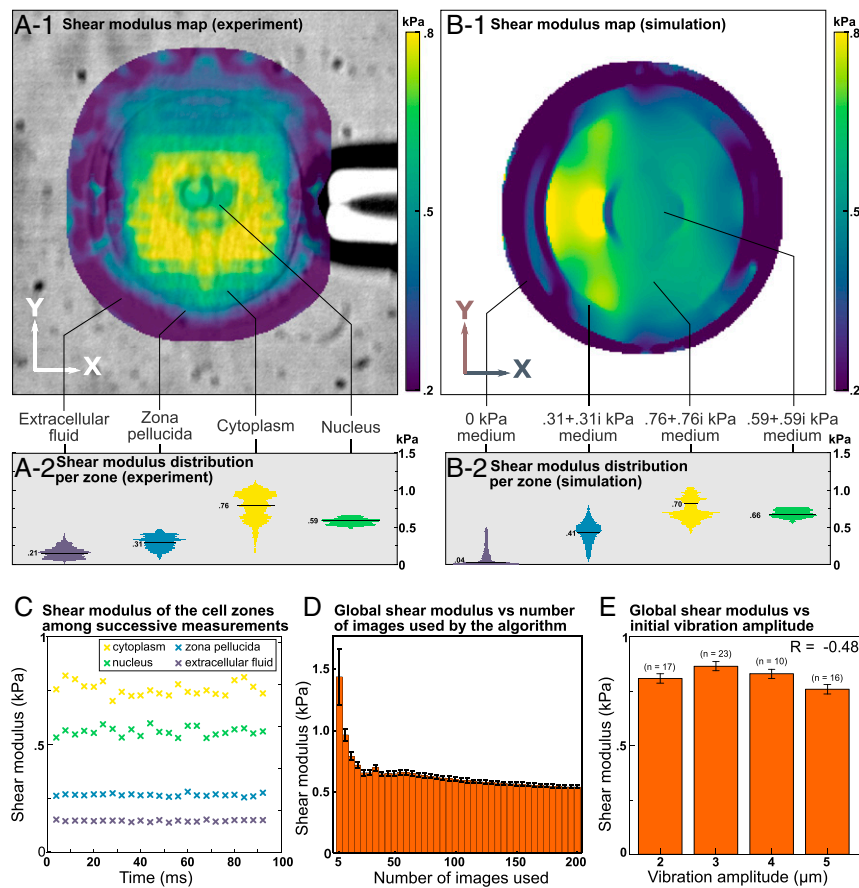 A-1 Shear modulus map (experiment)
kPa
.8
.5
.2
Y
X
B-1 Shear modulus map (simulation)
kPa
.8
.5
.2
Y
X
Extracellular fluid
Zona pellucida
Cytoplasm
Nucleus
0 kPa medium
.31+.31i kPa medium
.76+.76i kPa medium
.59+.59i kPa medium
A-2 Shear modulus distribution
per zone (experiment)
kPa
1.5
1.0
0.5
0
.21
.31
.76
.59
B-2 Shear modulus distribution
per zone (simulation)
kPa
1.5
1.0
0.5
0
.04
.41
.70
.66
C Shear modulus of the cell zones
among successive measurements
cytoplasm
zona pellucida
nucleus
extracellular fluid
Shear modulus (kPa)
1
.5
0
0 20 40 60 80 100
Time (ms)
D Global shear modulus vs number
of images used by the algorithm
Shear modulus (kPa)
1.5
1.0
0.5
0
5 50 100 150 200
Number of images used
E Global shear modulus vs
initial vibration amplitude
R = -0.48
(n = 17)
(n = 23)
(n = 10)
(n = 16)
Shear modulus (kPa)
1
.5
0
2 3 4 5
Vibration amplitude (µm)